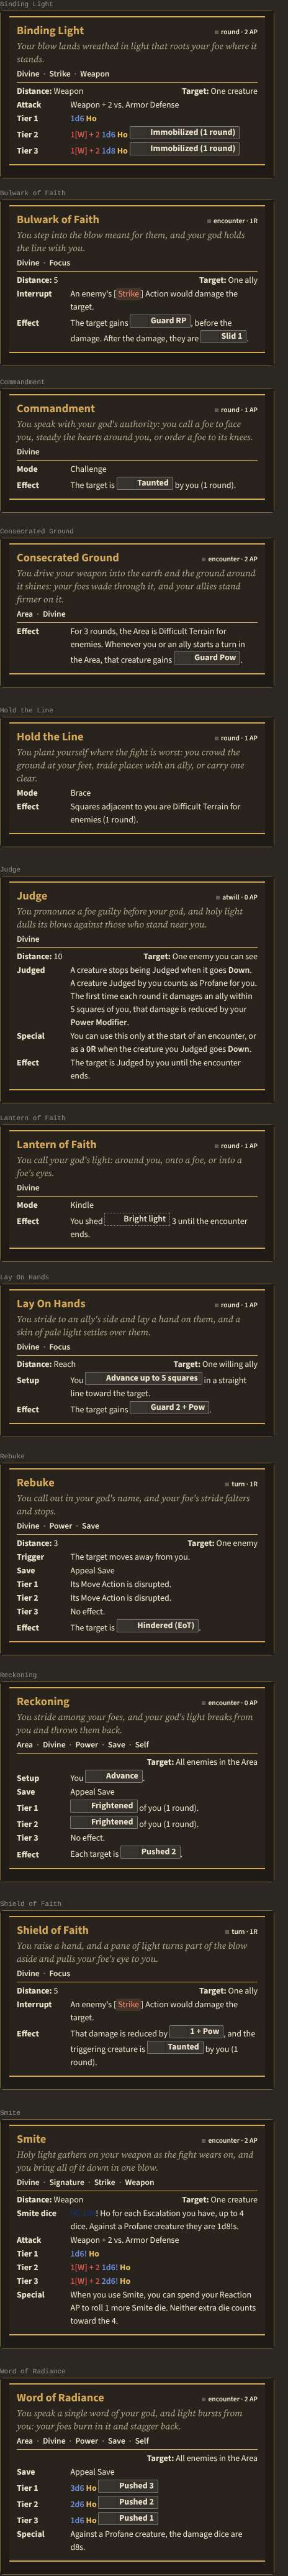 Binding Light
Binding Light
round · 2 AP
Your blow lands wreathed in light that roots your foe where it
stands.
Divine · Strike · Weapon
Distance: Weapon Target: One creature
Attack Weapon + 2 vs. Armor Defense
Tier 1 1d6 Ho
Tier 2 1[W] + 2 1d6 Ho Immobilized (1 round)
Tier 3 1[W] + 2 1d8 Ho Immobilized (1 round)
Bulwark of Faith
Bulwark of Faith
encounter · 1R
You step into the blow meant for them, and your god holds
the line with you.
Divine · Focus
Distance: 5 Target: One ally
Interrupt An enemy's [Strike] Action would damage the
target.
Effect The target gains Guard RP, before the
damage. After the damage, they are Slid 1.
Commandment
Commandment
round · 1 AP
You speak with your god's authority: you call a foe to face
you, steady the hearts around you, or order a foe to its knees.
Divine
Mode Challenge
Effect The target is Taunted by you (1 round).
Consecrated Ground
Consecrated Ground
encounter · 2 AP
You drive your weapon into the earth and the ground around
it shines: your foes wade through it, and your allies stand
firmer on it.
Area · Divine
Effect For 3 rounds, the Area is Difficult Terrain for
enemies. Whenever you or an ally starts a turn in
the Area, that creature gains Guard Pow.
Hold the Line
Hold the Line
round · 1 AP
You plant yourself where the fight is worst: you crowd the
ground at your feet, trade places with an ally, or carry one
clear.
Mode Brace
Effect Squares adjacent to you are Difficult Terrain for
enemies (1 round).
Judge
Judge
atwill · 0 AP
You pronounce a foe guilty before your god, and holy light
dulls its blows against those who stand near you.
Divine
Distance: 10 Target: One enemy you can see
Judged A creature stops being Judged when it goes Down.
A creature Judged by you counts as Profane for you.
The first time each round it damages an ally within
5 squares of you, that damage is reduced by your
Power Modifier.
Special You can use this only at the start of an encounter, or
as a 0R when the creature you Judged goes Down.
Effect The target is Judged by you until the encounter
ends.
Lantern of Faith
Lantern of Faith
round · 1 AP
You call your god's light: around you, onto a foe, or into a
foe's eyes.
Divine
Mode Kindle
Effect You shed Bright light 3 until the encounter
ends.
Lay On Hands
Lay On Hands
round · 1 AP
You stride to an ally's side and lay a hand on them, and a
skin of pale light settles over them.
Divine · Focus
Distance: Reach Target: One willing ally
Setup You Advance up to 5 squares in a straight
line toward the target.
Effect The target gains Guard 2 + Pow.
Rebuke
Rebuke
turn · 1R
You call out in your god's name, and your foe's stride falters
and stops.
Divine · Power · Save
Distance: 3 Target: One enemy
Trigger The target moves away from you.
Save Appeal Save
Tier 1 Its Move Action is disrupted.
Tier 2 Its Move Action is disrupted.
Tier 3 No effect.
Effect The target is Hindered (EoT).
Reckoning
Reckoning
encounter · 0 AP
You stride among your foes, and your god's light breaks from
you and throws them back.
Area · Divine · Power · Save · Self
Target: All enemies in the Area
Setup You Advance.
Save Appeal Save
Tier 1 Frightened of you (1 round).
Tier 2 Frightened of you (1 round).
Tier 3 No effect.
Effect Each target is Pushed 2.
Shield of Faith
Shield of Faith
turn · 1R
You raise a hand, and a pane of light turns part of the blow
aside and pulls your foe's eye to you.
Divine · Focus
Distance: 5 Target: One ally
Interrupt An enemy's [Strike] Action would damage the
target.
Effect That damage is reduced by 1 + Pow, and the
triggering creature is Taunted by you (1
round).
Smite
Smite
encounter · 2 AP
Holy light gathers on your weapon as the fight wears on, and
you bring all of it down in one blow.
Divine · Signature · Strike · Weapon
Distance: Weapon Target: One creature
Smite dice ! Ho for each Escalation you have, up to 4
dice. Against a Profane creature they are 1d8!s.
Attack Weapon + 2 vs. Armor Defense
Tier 1 1d6! Ho
Tier 2 1[W] + 2 1d6! Ho
Tier 3 1[W] + 2 2d6! Ho
Special When you use Smite, you can spend your Reaction
AP to roll 1 more Smite die. Neither extra die counts
toward the 4.
Word of Radiance
Word of Radiance
encounter · 2 AP
You speak a single word of your god, and light bursts from
you: your foes burn in it and stagger back.
Area · Divine · Power · Save · Self
Target: All enemies in the Area
Save Appeal Save
Tier 1 3d6 Ho Pushed 3
Tier 2 2d6 Ho Pushed 2
Tier 3 1d6 Ho Pushed 1
Special Against a Profane creature, the damage dice are
d8s.